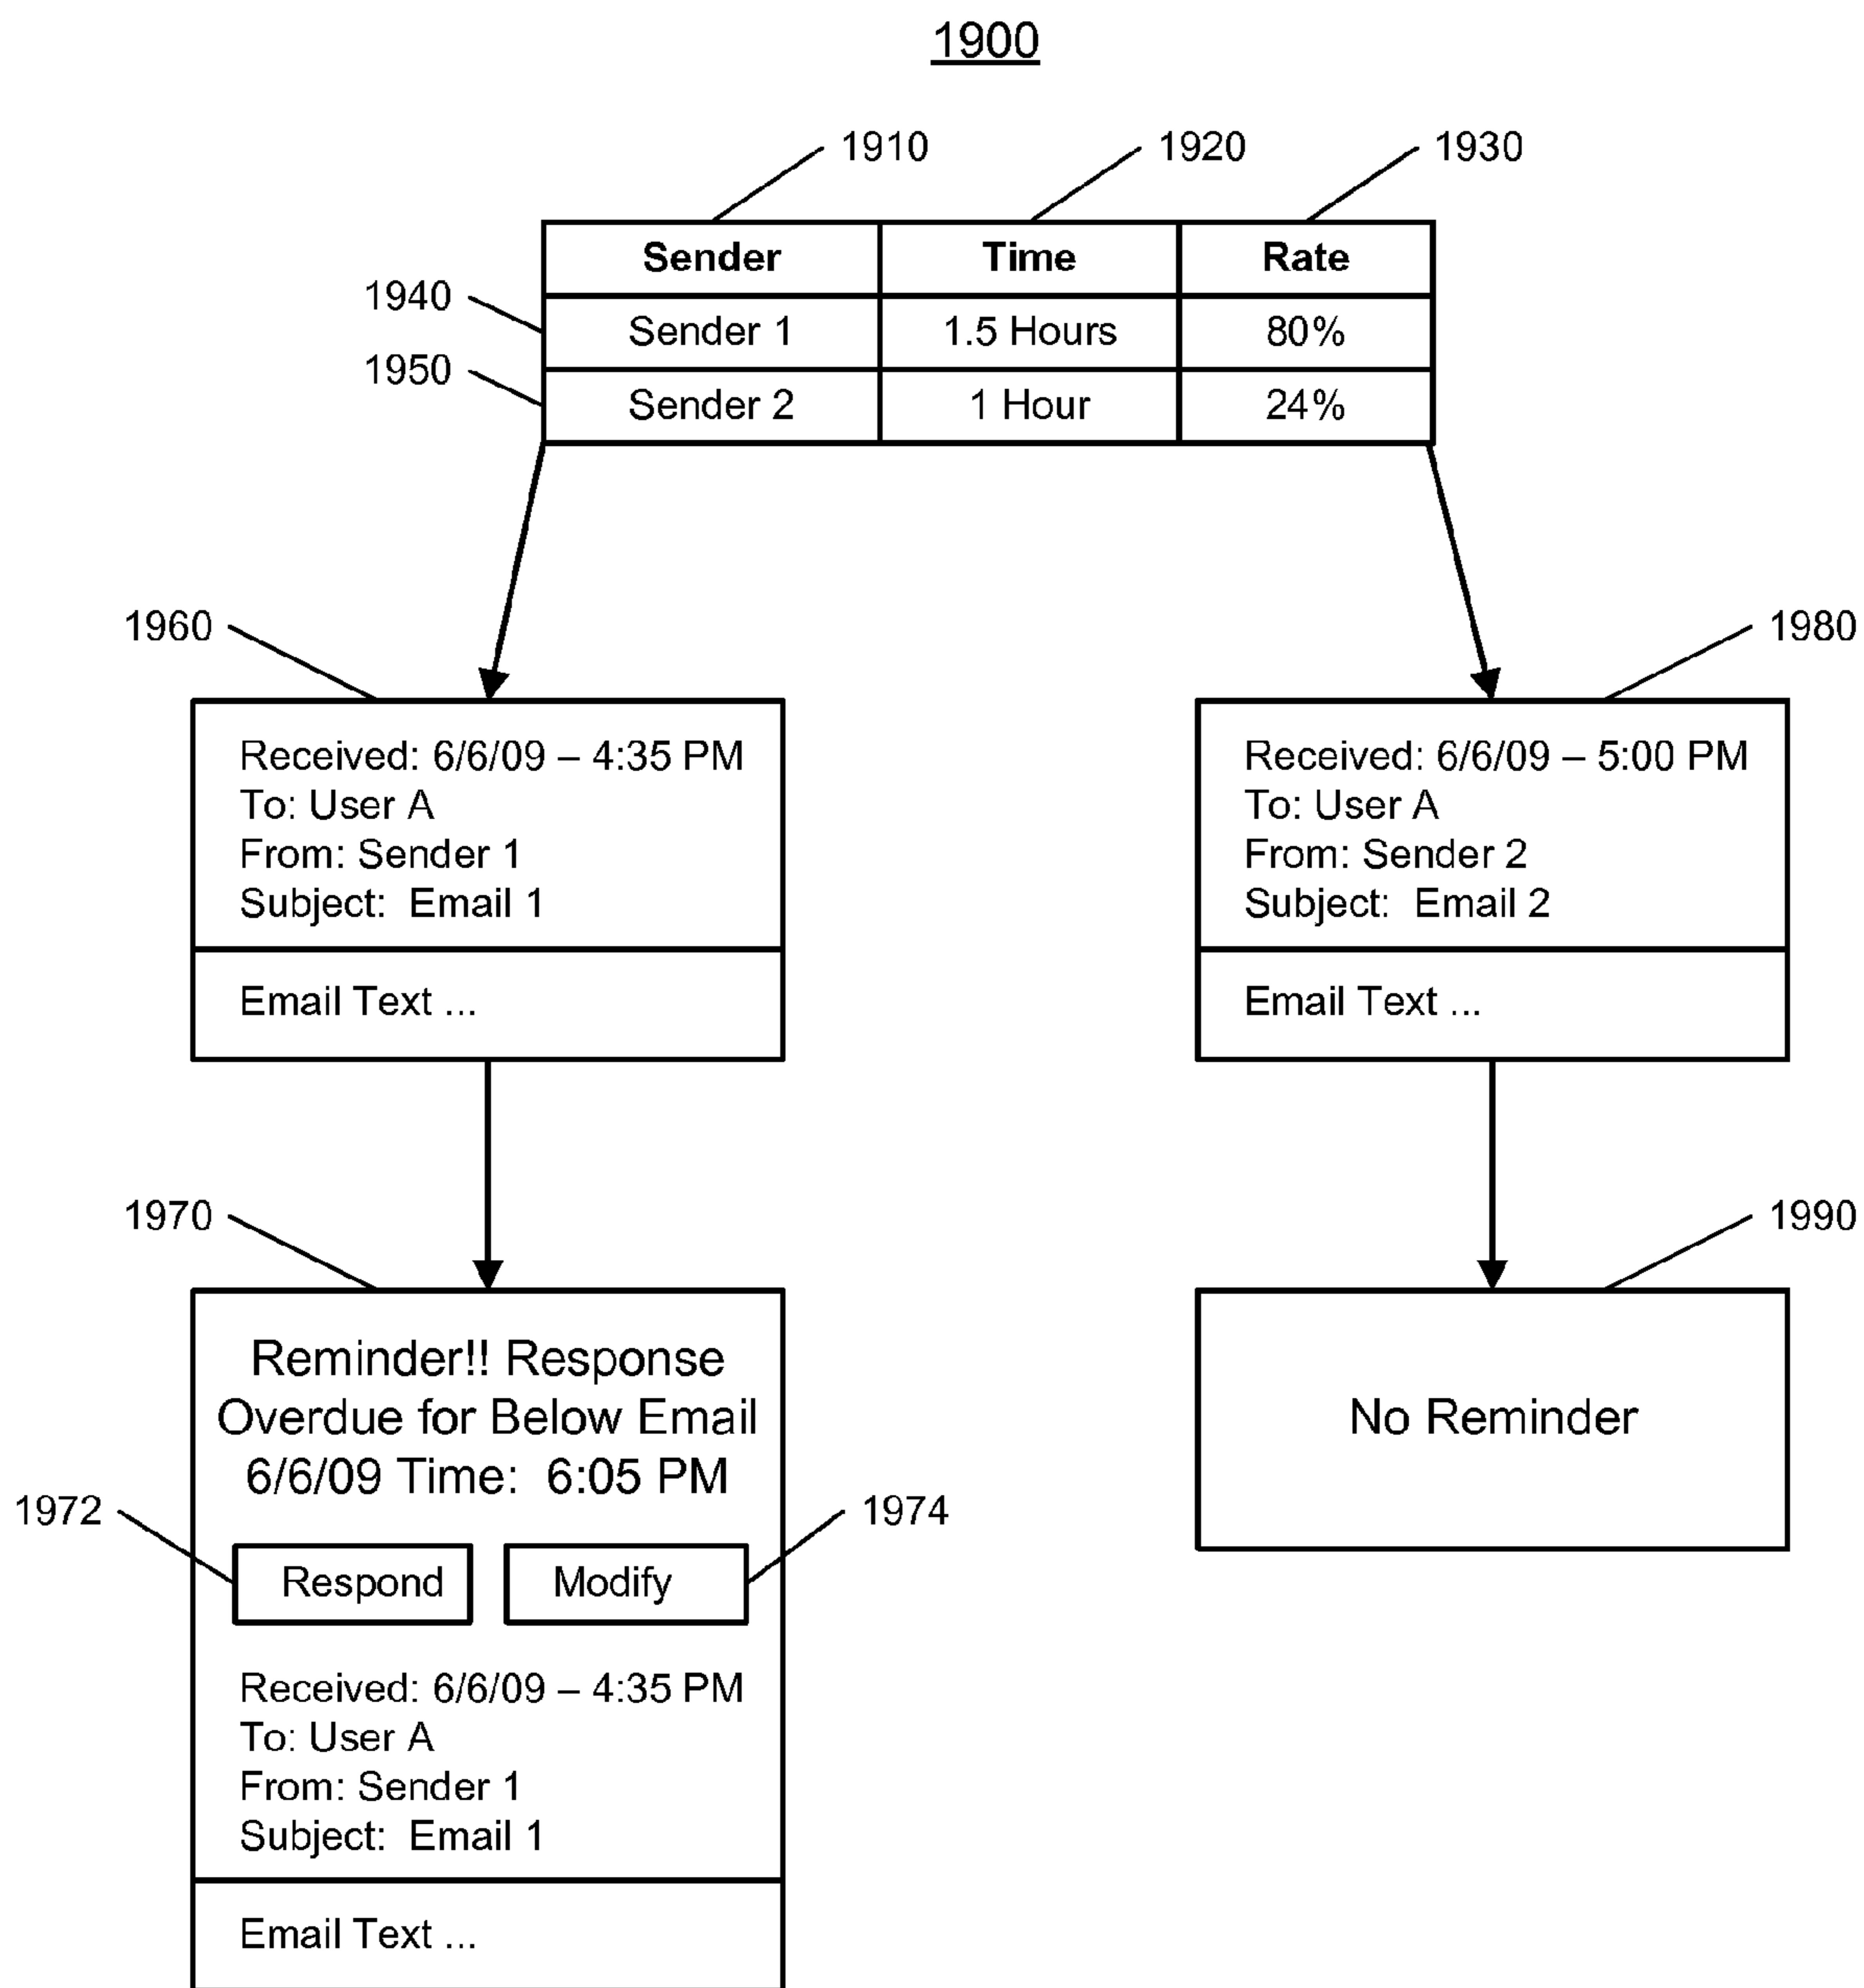 1900
1910 1920 1930
Sender Time Rate
1940
Sender 1 1.5 Hours 80%
1950
Sender 2 1 Hour 24%
1960
Received: 6/6/09 – 4:35 PM
To: User A
From: Sender 1
Subject: Email 1
Email Text ...
1980
Received: 6/6/09 – 5:00 PM
To: User A
From: Sender 2
Subject: Email 2
Email Text ...
1970
Reminder!! Response
Overdue for Below Email
6/6/09 Time: 6:05 PM
1972
1974
Respond
Modify
Received: 6/6/09 – 4:35 PM
To: User A
From: Sender 1
Subject: Email 1
Email Text ...
1990
No Reminder